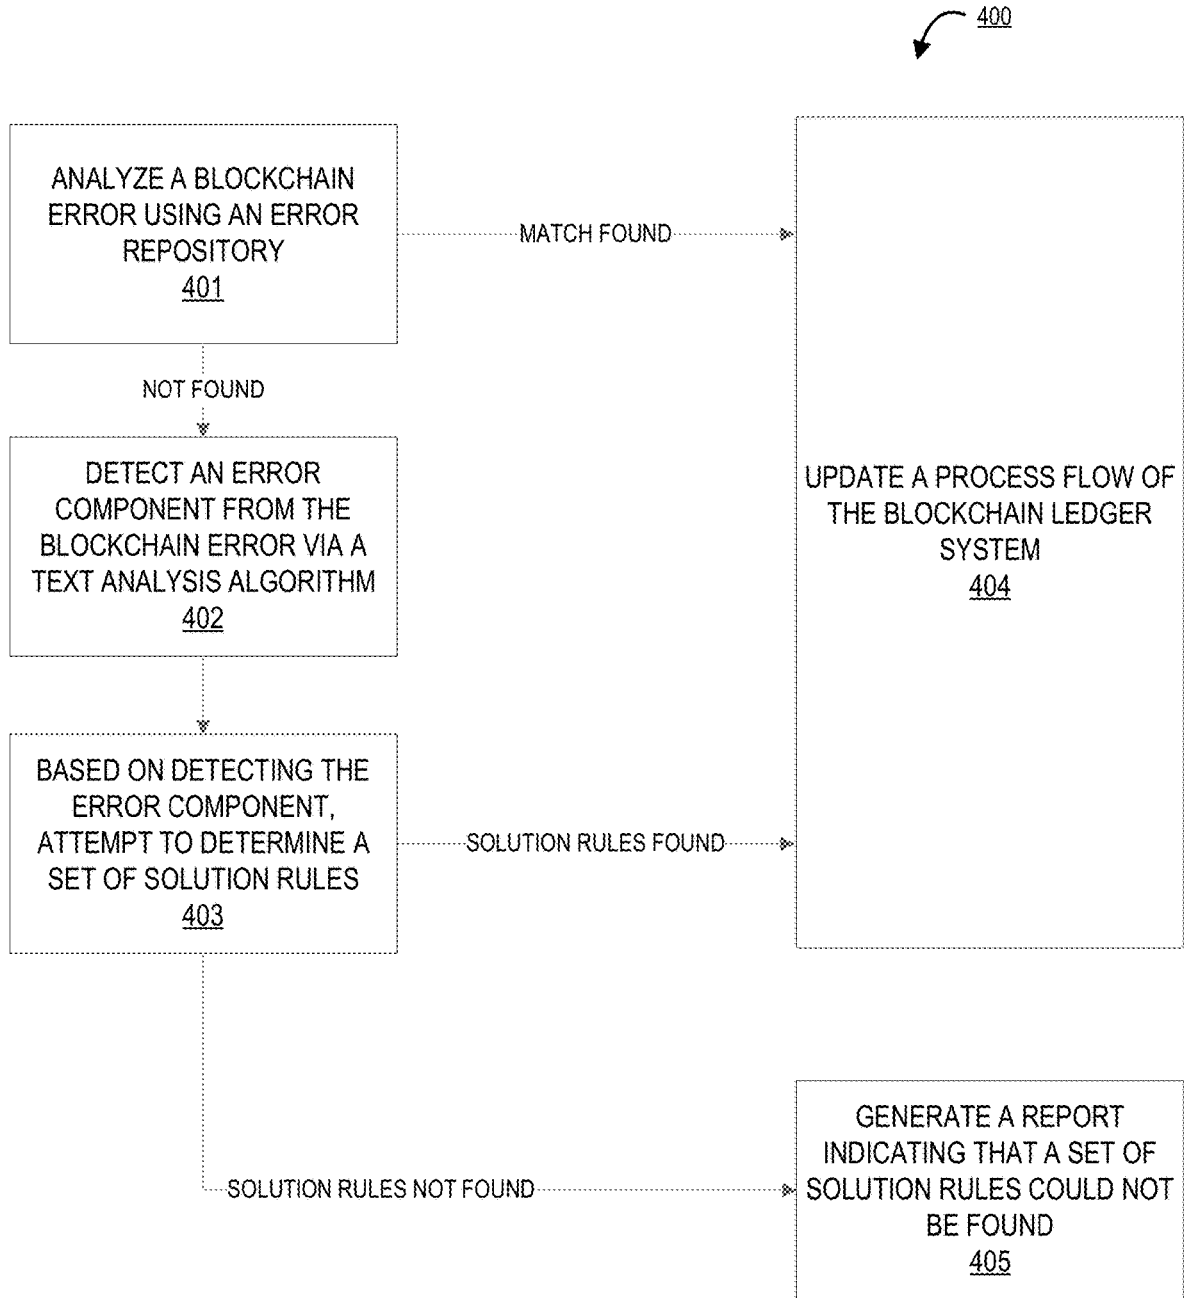 400
ANALYZE A BLOCKCHAIN
ERROR USING AN ERROR
REPOSITORY
401
MATCH FOUND
NOT FOUND
DETECT AN ERROR
COMPONENT FROM THE
BLOCKCHAIN ERROR VIA A
TEXT ANALYSIS ALGORITHM
402
UPDATE A PROCESS FLOW OF
THE BLOCKCHAIN LEDGER
SYSTEM
404
BASED ON DETECTING THE
ERROR COMPONENT,
ATTEMPT TO DETERMINE A
SET OF SOLUTION RULES
403
SOLUTION RULES FOUND
SOLUTION RULES NOT FOUND
GENERATE A REPORT
INDICATING THAT A SET OF
SOLUTION RULES COULD NOT
BE FOUND
405